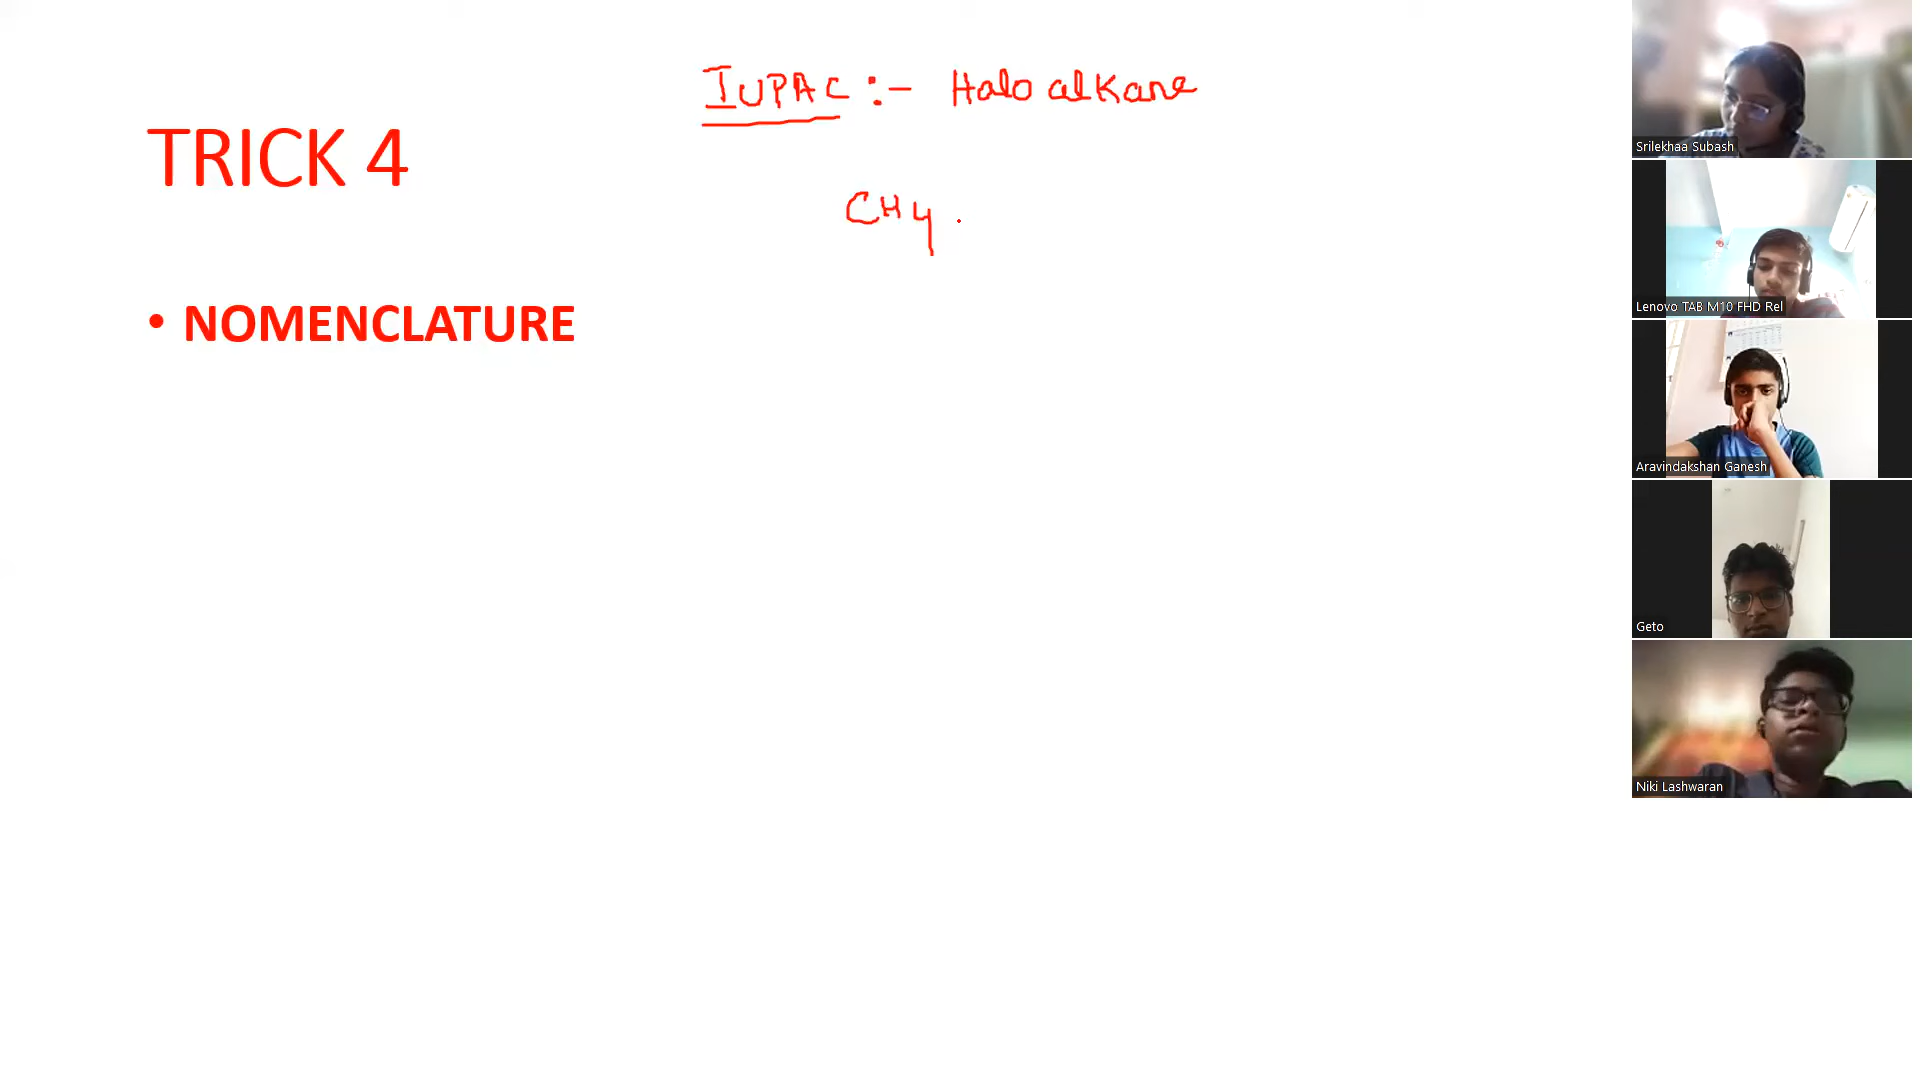 IUPAC :- Halo alkane
TRICK 4
CH4
• NOMENCLATURE
Srilekhaa Subash
Lenovo TAB M10 FHD Rel
Aravindakshan Ganesh
Geto
Niki Lashwaran